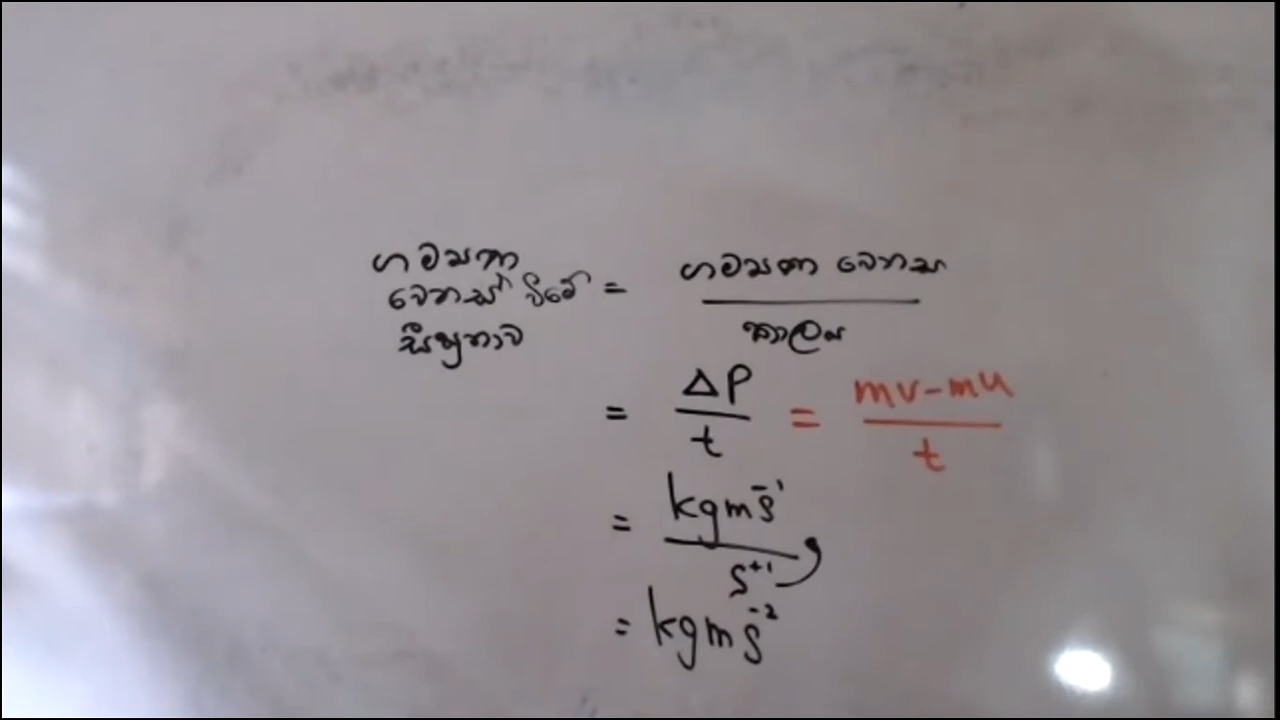 ගම්‍යතා
වෙනස් වීමේ = ගම්‍යතා වෙනස / කාලය
සීඝ්‍රතාව
= ΔP / t = mv-mu / t
= kgms⁻¹ / s⁺¹
= kgms⁻²